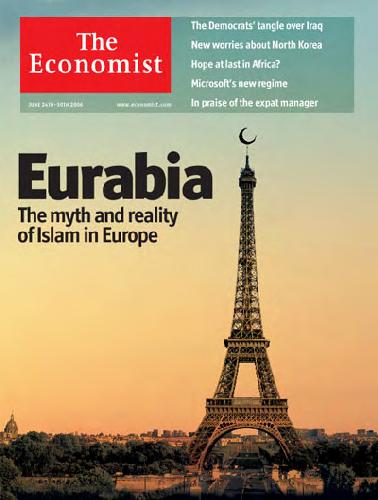 The
Economist
JUNE 24TH-30TH 2006
www.economist.com
The Democrats' tangle over Iraq
New worries about North Korea
Hope at last in Africa?
Microsoft's new regime
In praise of the expat manager
Eurabia
The myth and reality
of Islam in Europe